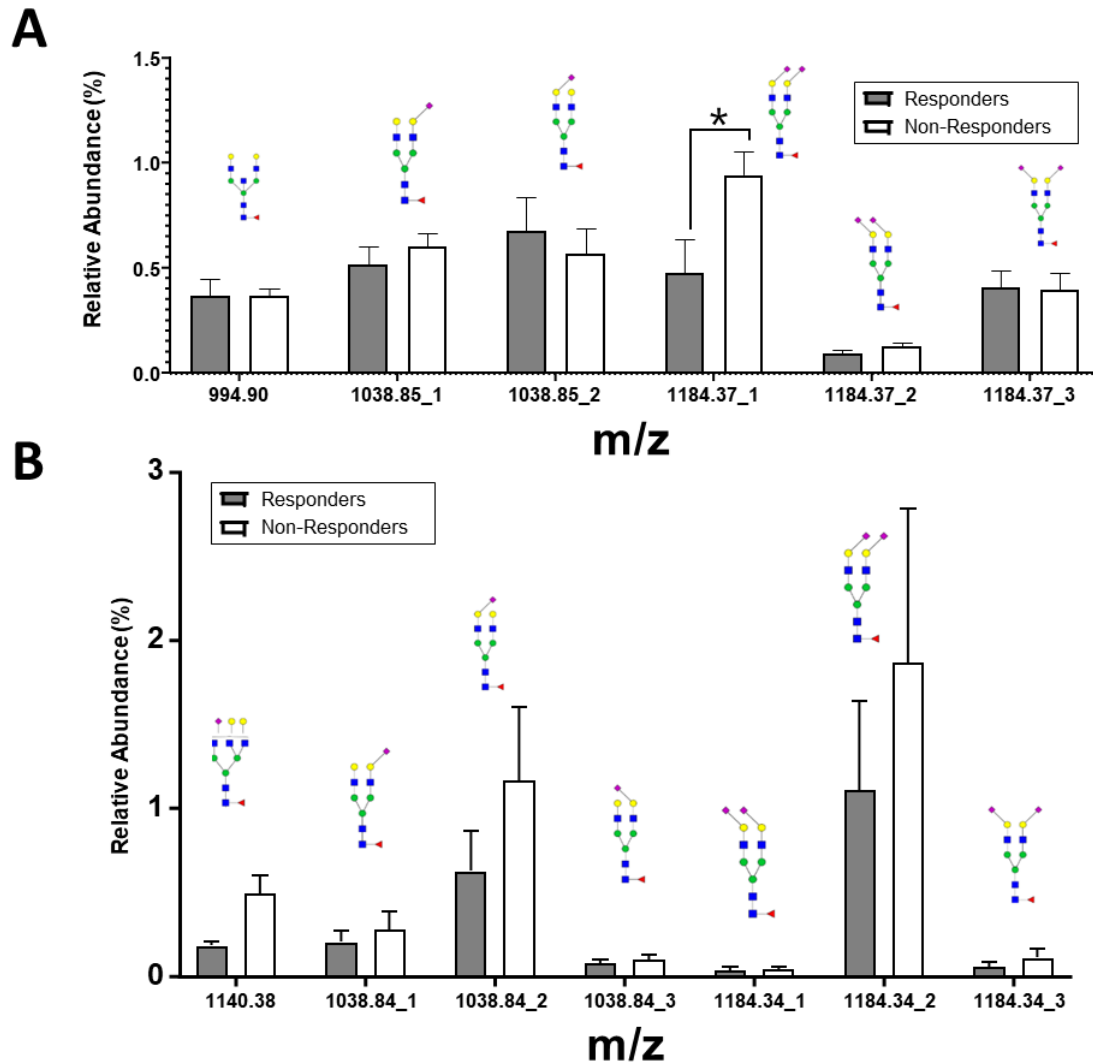 A
1.5
1.0
0.5
0.0
Relative Abundance (%)
*
Responders
Non-Responders
994.90
1038.85_1
1038.85_2
1184.37_1
1184.37_2
1184.37_3
m/z
B
3
2
1
0
Relative Abundance (%)
Responders
Non-Responders
1140.38
1038.84_1
1038.84_2
1038.84_3
1184.34_1
1184.34_2
1184.34_3
m/z